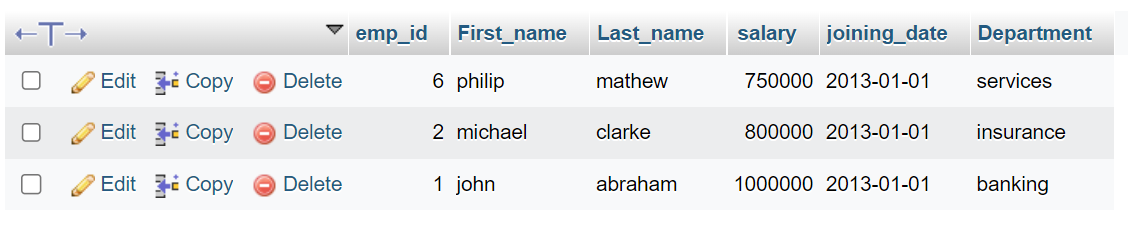 emp_id First_name Last_name salary joining_date Department
Edit Copy Delete 6 philip mathew 750000 2013-01-01 services
Edit Copy Delete 2 michael clarke 800000 2013-01-01 insurance
Edit Copy Delete 1 john abraham 1000000 2013-01-01 banking